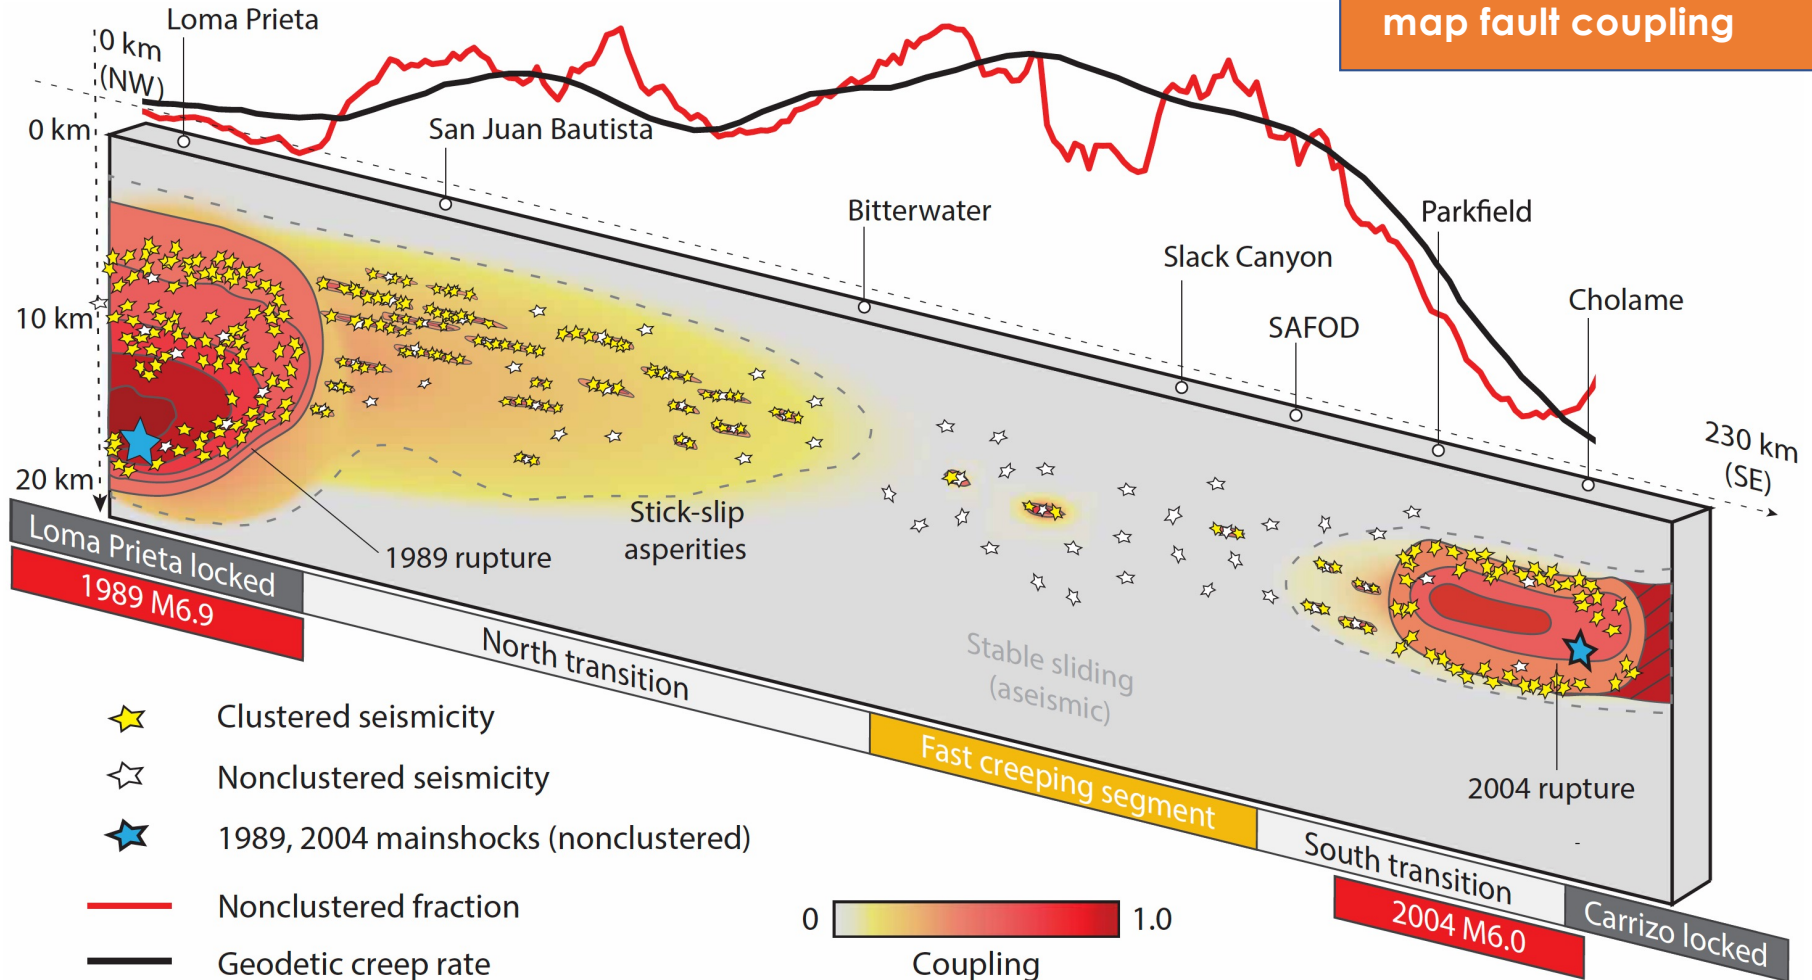 map fault coupling
Loma Prieta
0 km
(NW)
0 km
San Juan Bautista
Bitterwater
Parkfield
Slack Canyon
Cholame
SAFOD
10 km
230 km
(SE)
20 km
Stick-slip
asperities
1989 rupture
Loma Prieta locked
1989 M6.9
North transition
Stable sliding
(aseismic)
Fast creeping segment
2004 rupture
South transition
2004 M6.0
Carrizo locked
Clustered seismicity
Nonclustered seismicity
1989, 2004 mainshocks (nonclustered)
Nonclustered fraction
Geodetic creep rate
0
1.0
Coupling